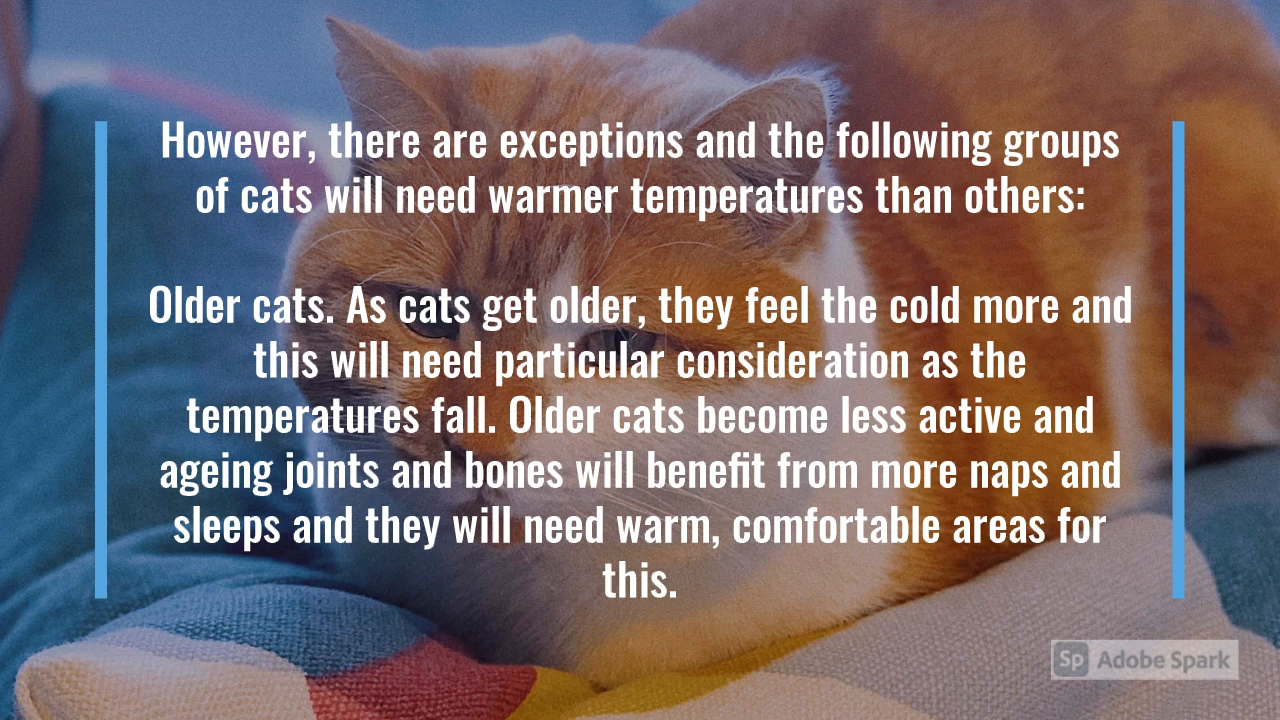 However, there are exceptions and the following groups
of cats will need warmer temperatures than others:
Older cats. As cats get older, they feel the cold more and
this will need particular consideration as the
temperatures fall. Older cats become less active and
ageing joints and bones will benefit from more naps and
sleeps and they will need warm, comfortable areas for
this.
Sp Adobe Spark